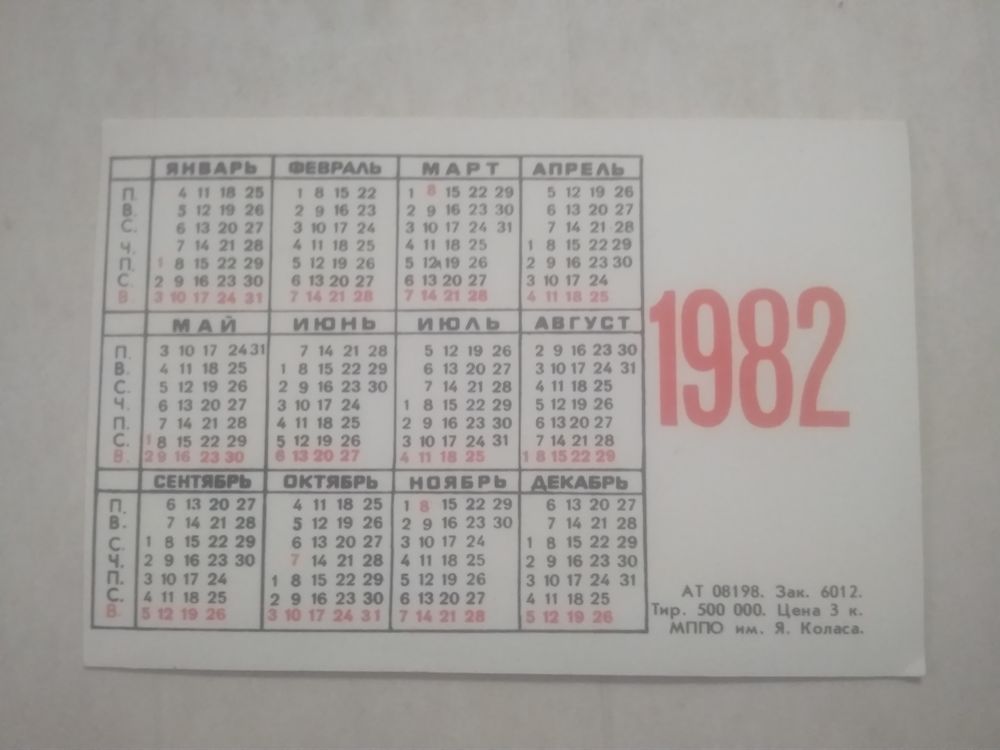 ЯНВАРЬ ФЕВРАЛЬ МАРТ АПРЕЛЬ
П. 4 11 18 25 1 8 15 22 1 8 15 22 29 5 12 19 26
В. 5 12 19 26 2 9 16 23 2 9 16 23 30 6 13 20 27
С. 6 13 20 27 3 10 17 24 3 10 17 24 31 7 14 21 28
Ч. 7 14 21 28 4 11 18 25 4 11 18 25 1 8 15 22 29
П. 1 8 15 22 29 5 12 19 26 5 12 19 26 2 9 16 23 30
С. 2 9 16 23 30 6 13 20 27 6 13 20 27 3 10 17 24
В. 3 10 17 24 31 7 14 21 28 7 14 21 28 4 11 18 25
МАЙ ИЮНЬ ИЮЛЬ АВГУСТ
П. 3 10 17 24 31 7 14 21 28 5 12 19 26 2 9 16 23 30
В. 4 11 18 25 1 8 15 22 29 6 13 20 27 3 10 17 24 31
С. 5 12 19 26 2 9 16 23 30 7 14 21 28 4 11 18 25
Ч. 6 13 20 27 3 10 17 24 1 8 15 22 29 5 12 19 26
П. 7 14 21 28 4 11 18 25 2 9 16 23 30 6 13 20 27
С. 1 8 15 22 29 5 12 19 26 3 10 17 24 31 7 14 21 28
В. 2 9 16 23 30 6 13 20 27 4 11 18 25 1 8 15 22 29
СЕНТЯБРЬ ОКТЯБРЬ НОЯБРЬ ДЕКАБРЬ
П. 6 13 20 27 4 11 18 25 1 8 15 22 29 6 13 20 27
В. 7 14 21 28 5 12 19 26 2 9 16 23 30 7 14 21 28
С. 1 8 15 22 29 6 13 20 27 3 10 17 24 1 8 15 22 29
Ч. 2 9 16 23 30 7 14 21 28 4 11 18 25 2 9 16 23 30
П. 3 10 17 24 1 8 15 22 29 5 12 19 26 3 10 17 24 31
С. 4 11 18 25 2 9 16 23 30 6 13 20 27 4 11 18 25
В. 5 12 19 26 3 10 17 24 31 7 14 21 28 5 12 19 26
1982
АТ 08198. Зак. 6012.
Тир. 500 000. Цена 3 к.
МППО им. Я. Коласа.